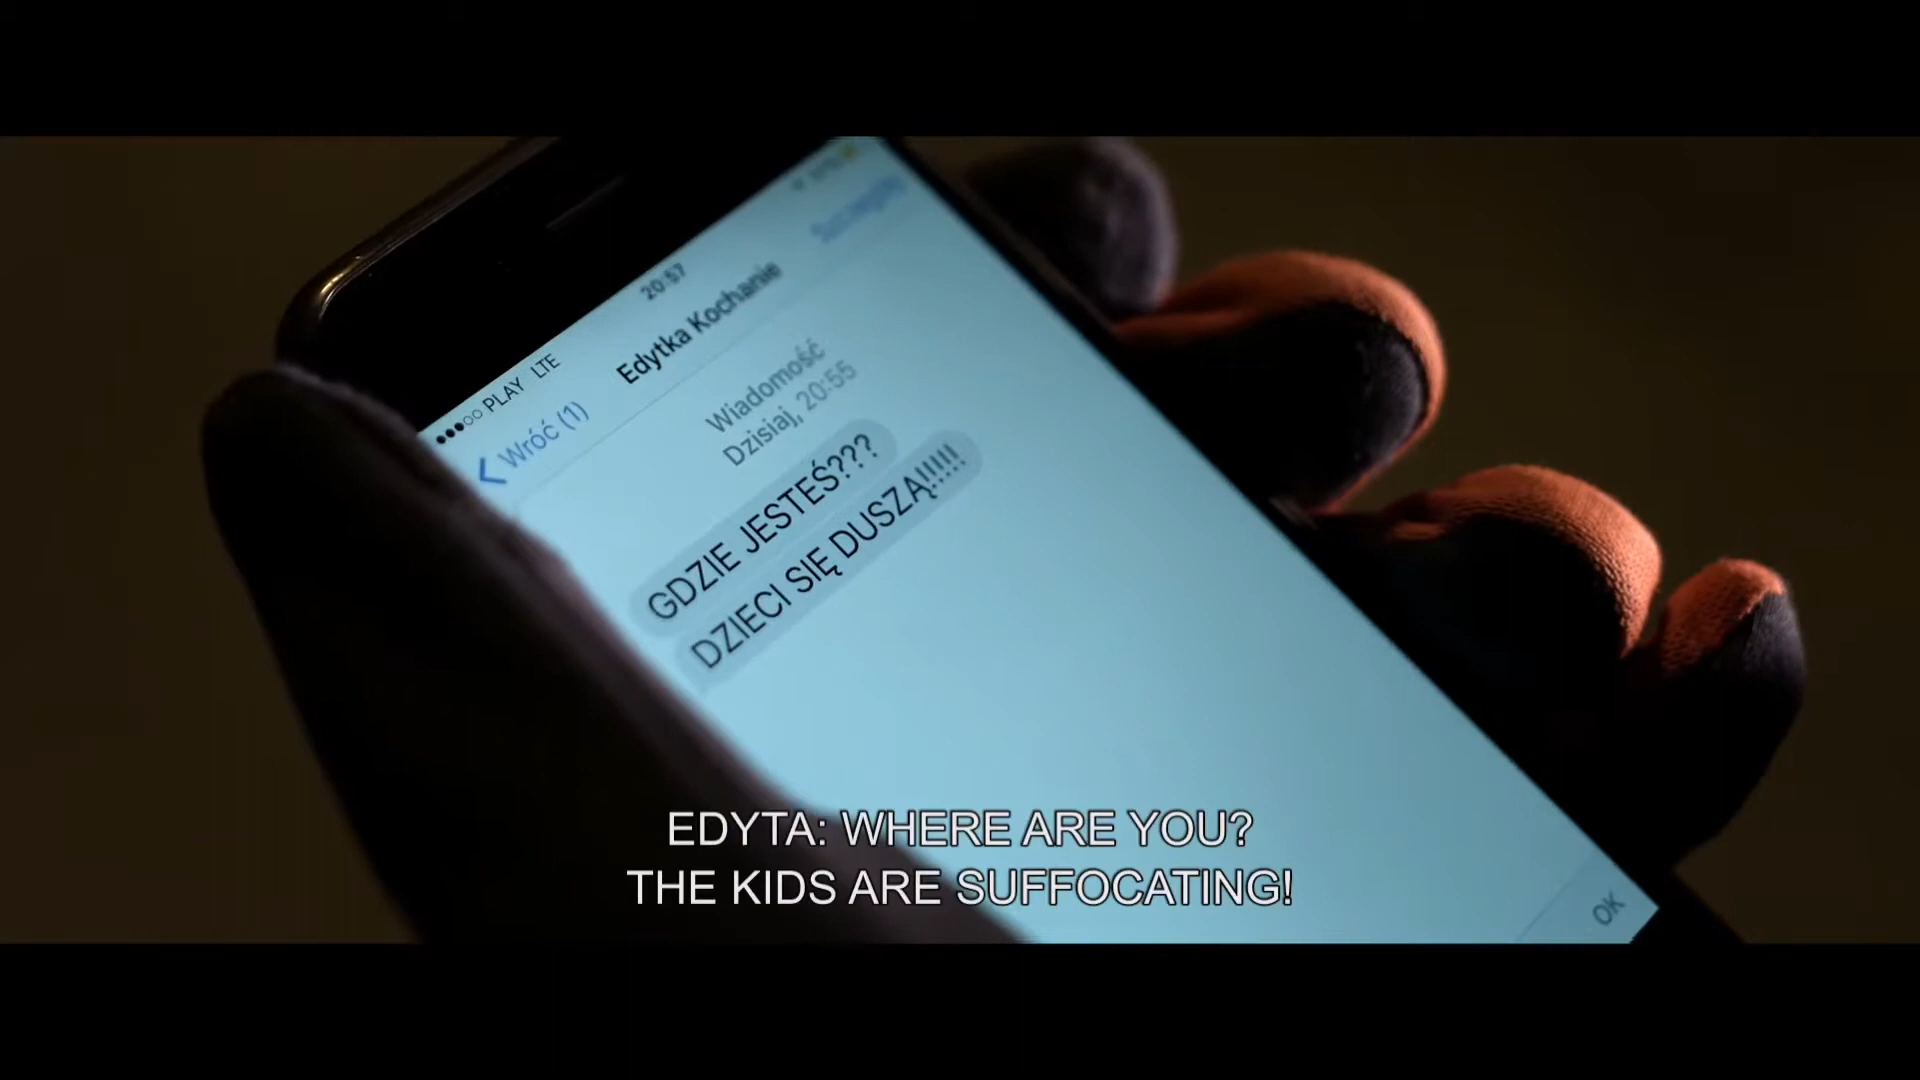 ●●●○○ PLAY LTE 20:57
Wróć (1) Edytka Kochanie
Wiadomość
Dzisiaj, 20:55
GDZIE JESTEŚ???
DZIECI SIĘ DUSZĄ!!!!!
EDYTA: WHERE ARE YOU?
THE KIDS ARE SUFFOCATING!
OK